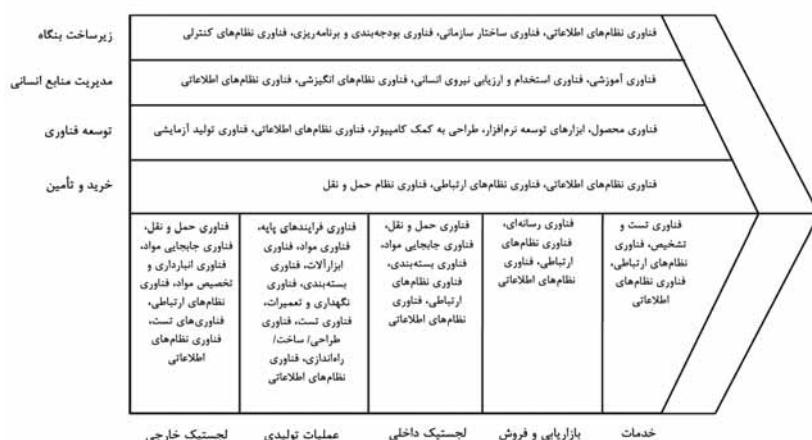 زیرساخت بنگاه
فناوری نظام‌های اطلاعاتی، فناوری ساختار سازمانی، فناوری بودجه‌بندی و برنامه‌ریزی، فناوری نظام‌های کنترلی
مدیریت منابع انسانی
فناوری آموزشی، فناوری استخدام و ارزیابی نیروی انسانی، فناوری نظام‌های انگیزشی، فناوری نظام‌های اطلاعاتی
توسعه فناوری
فناوری محصول، ابزارهای توسعه نرم‌افزار، طراحی به کمک کامپیوتر، فناوری نظام‌های اطلاعاتی، فناوری تولید آزمایشی
خرید و تأمین
فناوری نظام‌های اطلاعاتی، فناوری نظام‌های ارتباطی، فناوری نظام حمل و نقل
فناوری تست و
تشخیص، فناوری
نظام‌های ارتباطی،
فناوری نظام‌های
اطلاعاتی
فناوری رسانه‌ای،
فناوری نظام‌های
ارتباطی، فناوری
نظام‌های اطلاعاتی
فناوری حمل و نقل،
فناوری جابجایی مواد،
فناوری بسته‌بندی،
فناوری نظام‌های
ارتباطی، فناوری
نظام‌های اطلاعاتی
فناوری فرایندهای پایه،
فناوری مواد، فناوری
ابزارآلات، فناوری
بسته‌بندی، فناوری
نگهداری و تعمیرات،
فناوری تست، فناوری
طراحی/ ساخت/
راه‌اندازی، فناوری
نظام‌های اطلاعاتی
فناوری حمل و نقل،
فناوری جابجایی مواد،
فناوری انبارداری و
تخصیص مواد، فناوری
نظام‌های ارتباطی،
فناوری‌های تست،
فناوری نظام‌های
اطلاعاتی
خدمات
بازاریابی و فروش
لجستیک داخلی
عملیات تولیدی
لجستیک خارجی